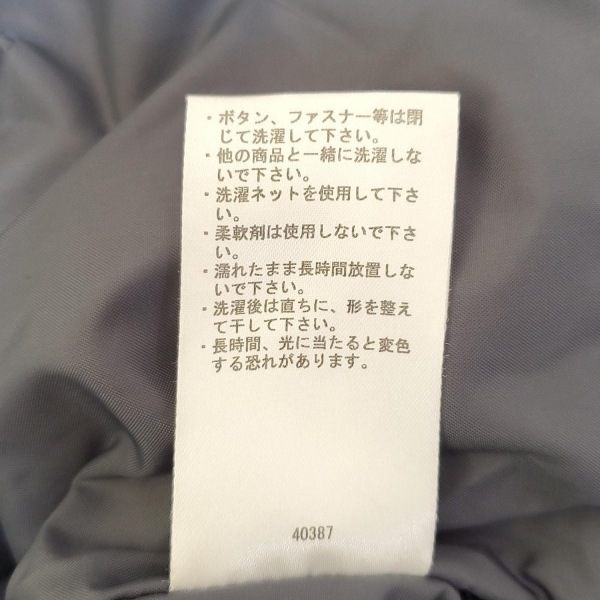 ・ボタン、ファスナー等は閉
じて洗濯して下さい。
・他の商品と一緒に洗濯しな
いで下さい。
・洗濯ネットを使用して下さ
い。
・柔軟剤は使用しないで下さ
い。
・濡れたまま長時間放置しな
いで下さい。
・洗濯後は直ちに、形を整え
て干して下さい。
・長時間、光に当たると変色
する恐れがあります。
40387